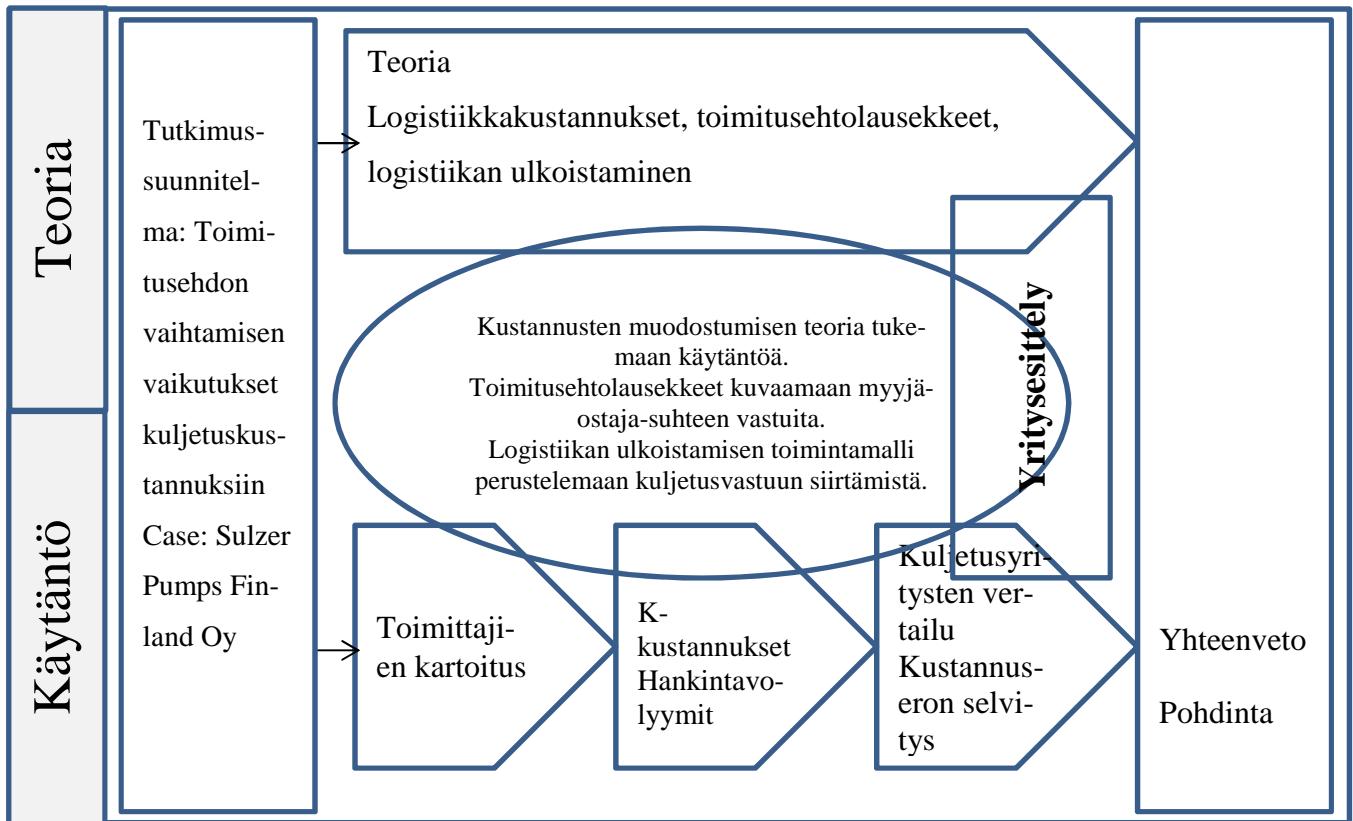 Teoria
Käytäntö
Tutkimus-
suunnitel-
ma: Toimi-
tusehdon
vaihtamisen
vaikutukset
kuljetuskus-
tannuksiin
Case: Sulzer
Pumps Fin-
land Oy
Teoria
Logistiikkakustannukset, toimitusehtolausekkeet,
logistiikan ulkoistaminen
Kustannusten muodostumisen teoria tuke-
maan käytäntöä.
Toimitusehtolausekkeet kuvaamaan myyjä-
ostaja-suhteen vastuita.
Logistiikan ulkoistamisen toimintamalli
perustelemaan kuljetusvastuun siirtämistä.
Yritysesittely
Toimittaji-
en kartoitus
K-
kustannukset
Hankintavo-
lyymit
Kuljetusyri-
tysten ver-
tailu
Kustannus-
eron selvi-
tys
Yhteenveto
Pohdinta